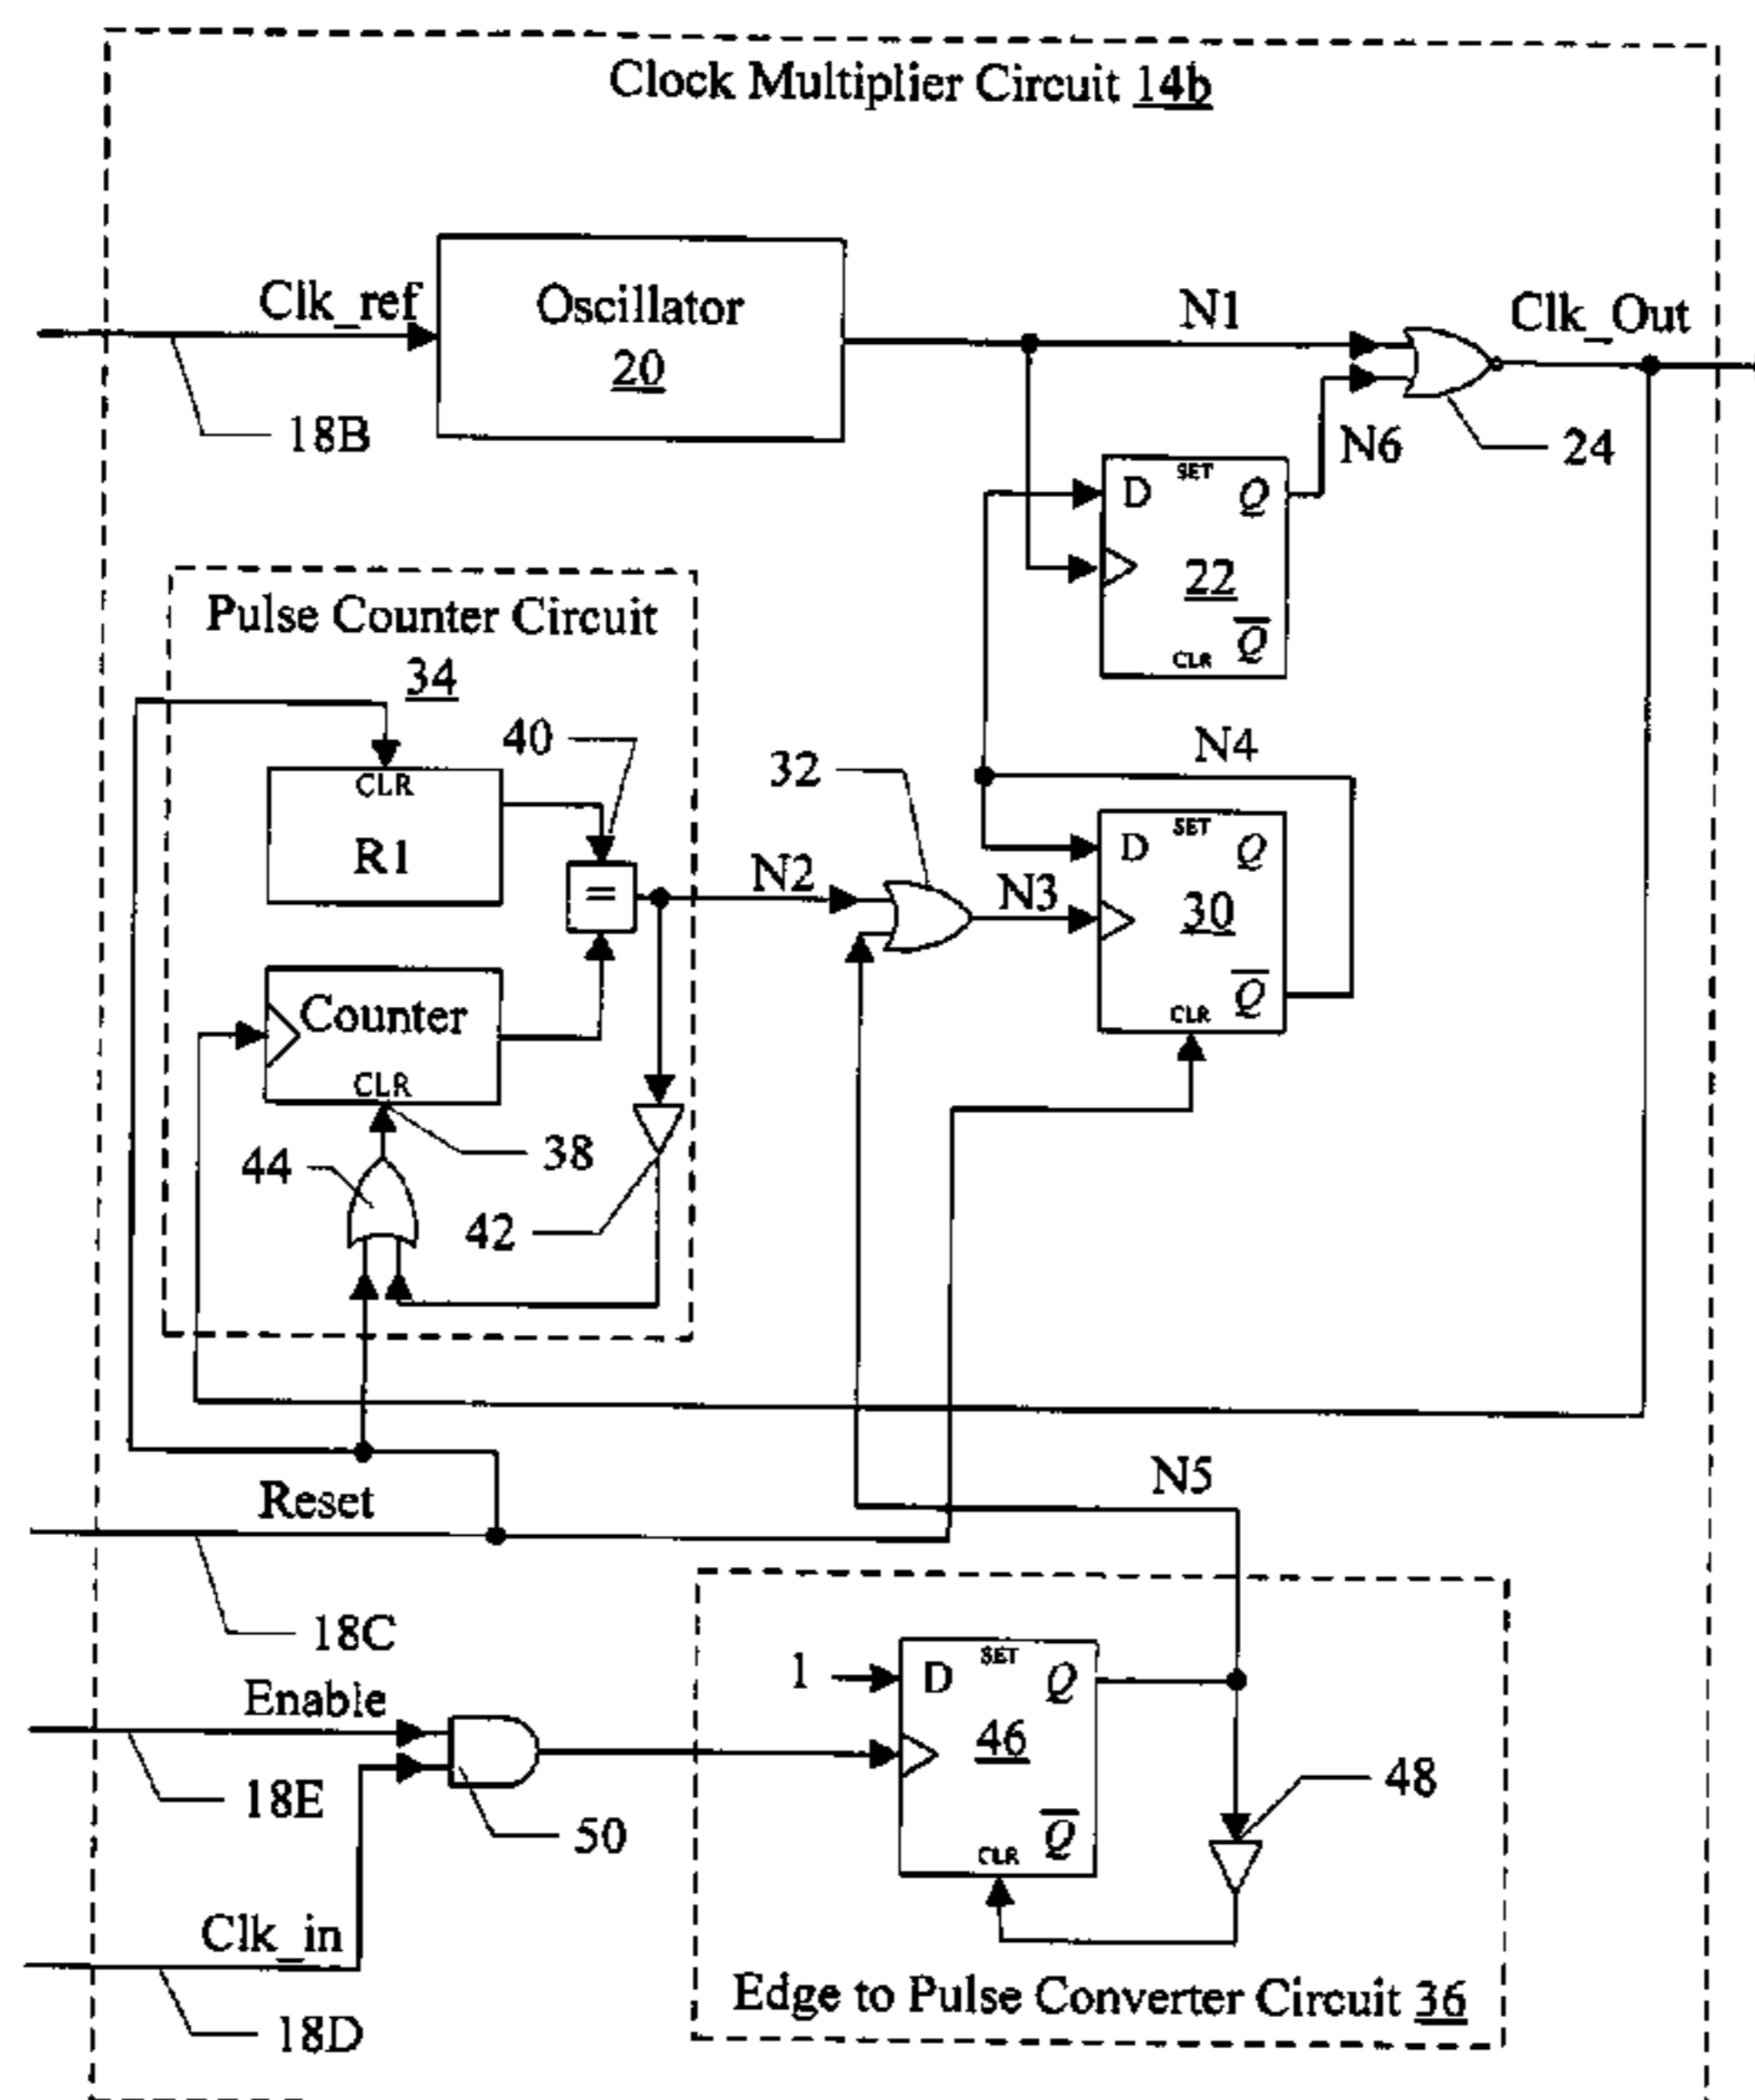 Clock Multiplier Circuit 14b
Clk_ref
Oscillator
20
N1
Clk_Out
18B
N6
24
D
SET
Q
22
Q
CLR
Pulse Counter Circuit
34
40
CLR
R1
32
N4
N2
N3
=
D
SET
Q
30
Q
CLR
Counter
CLR
38
44
42
Reset
N5
18C
Enable
1
D
SET
Q
46
Q
CLR
18E
50
48
Clk_in
18D
Edge to Pulse Converter Circuit 36